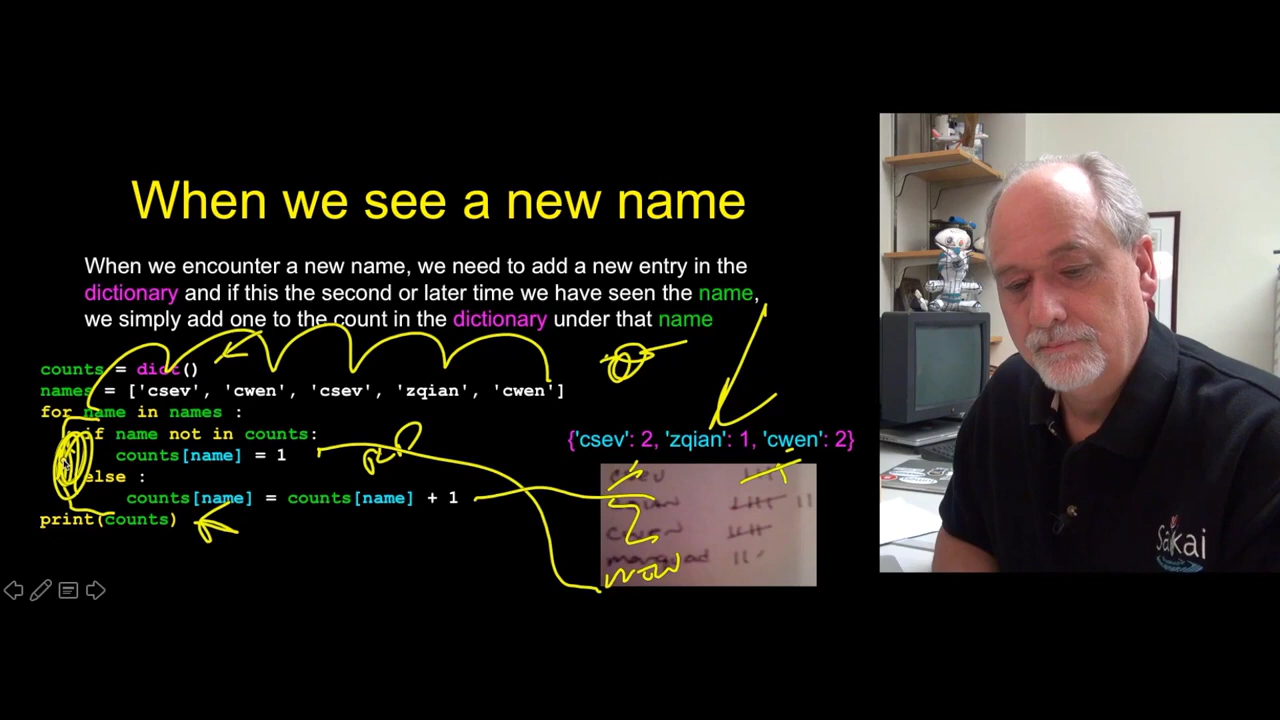 When we see a new name
When we encounter a new name, we need to add a new entry in the
dictionary and if this the second or later time we have seen the name,
we simply add one to the count in the dictionary under that name
counts = dict()
names = ['csev', 'cwen', 'csev', 'zqian', 'cwen']
for name in names :
if name not in counts:
counts[name] = 1
else :
counts[name] = counts[name] + 1
print(counts)
{'csev': 2, 'zqian': 1, 'cwen': 2}
csev
cwen
new
Sakai